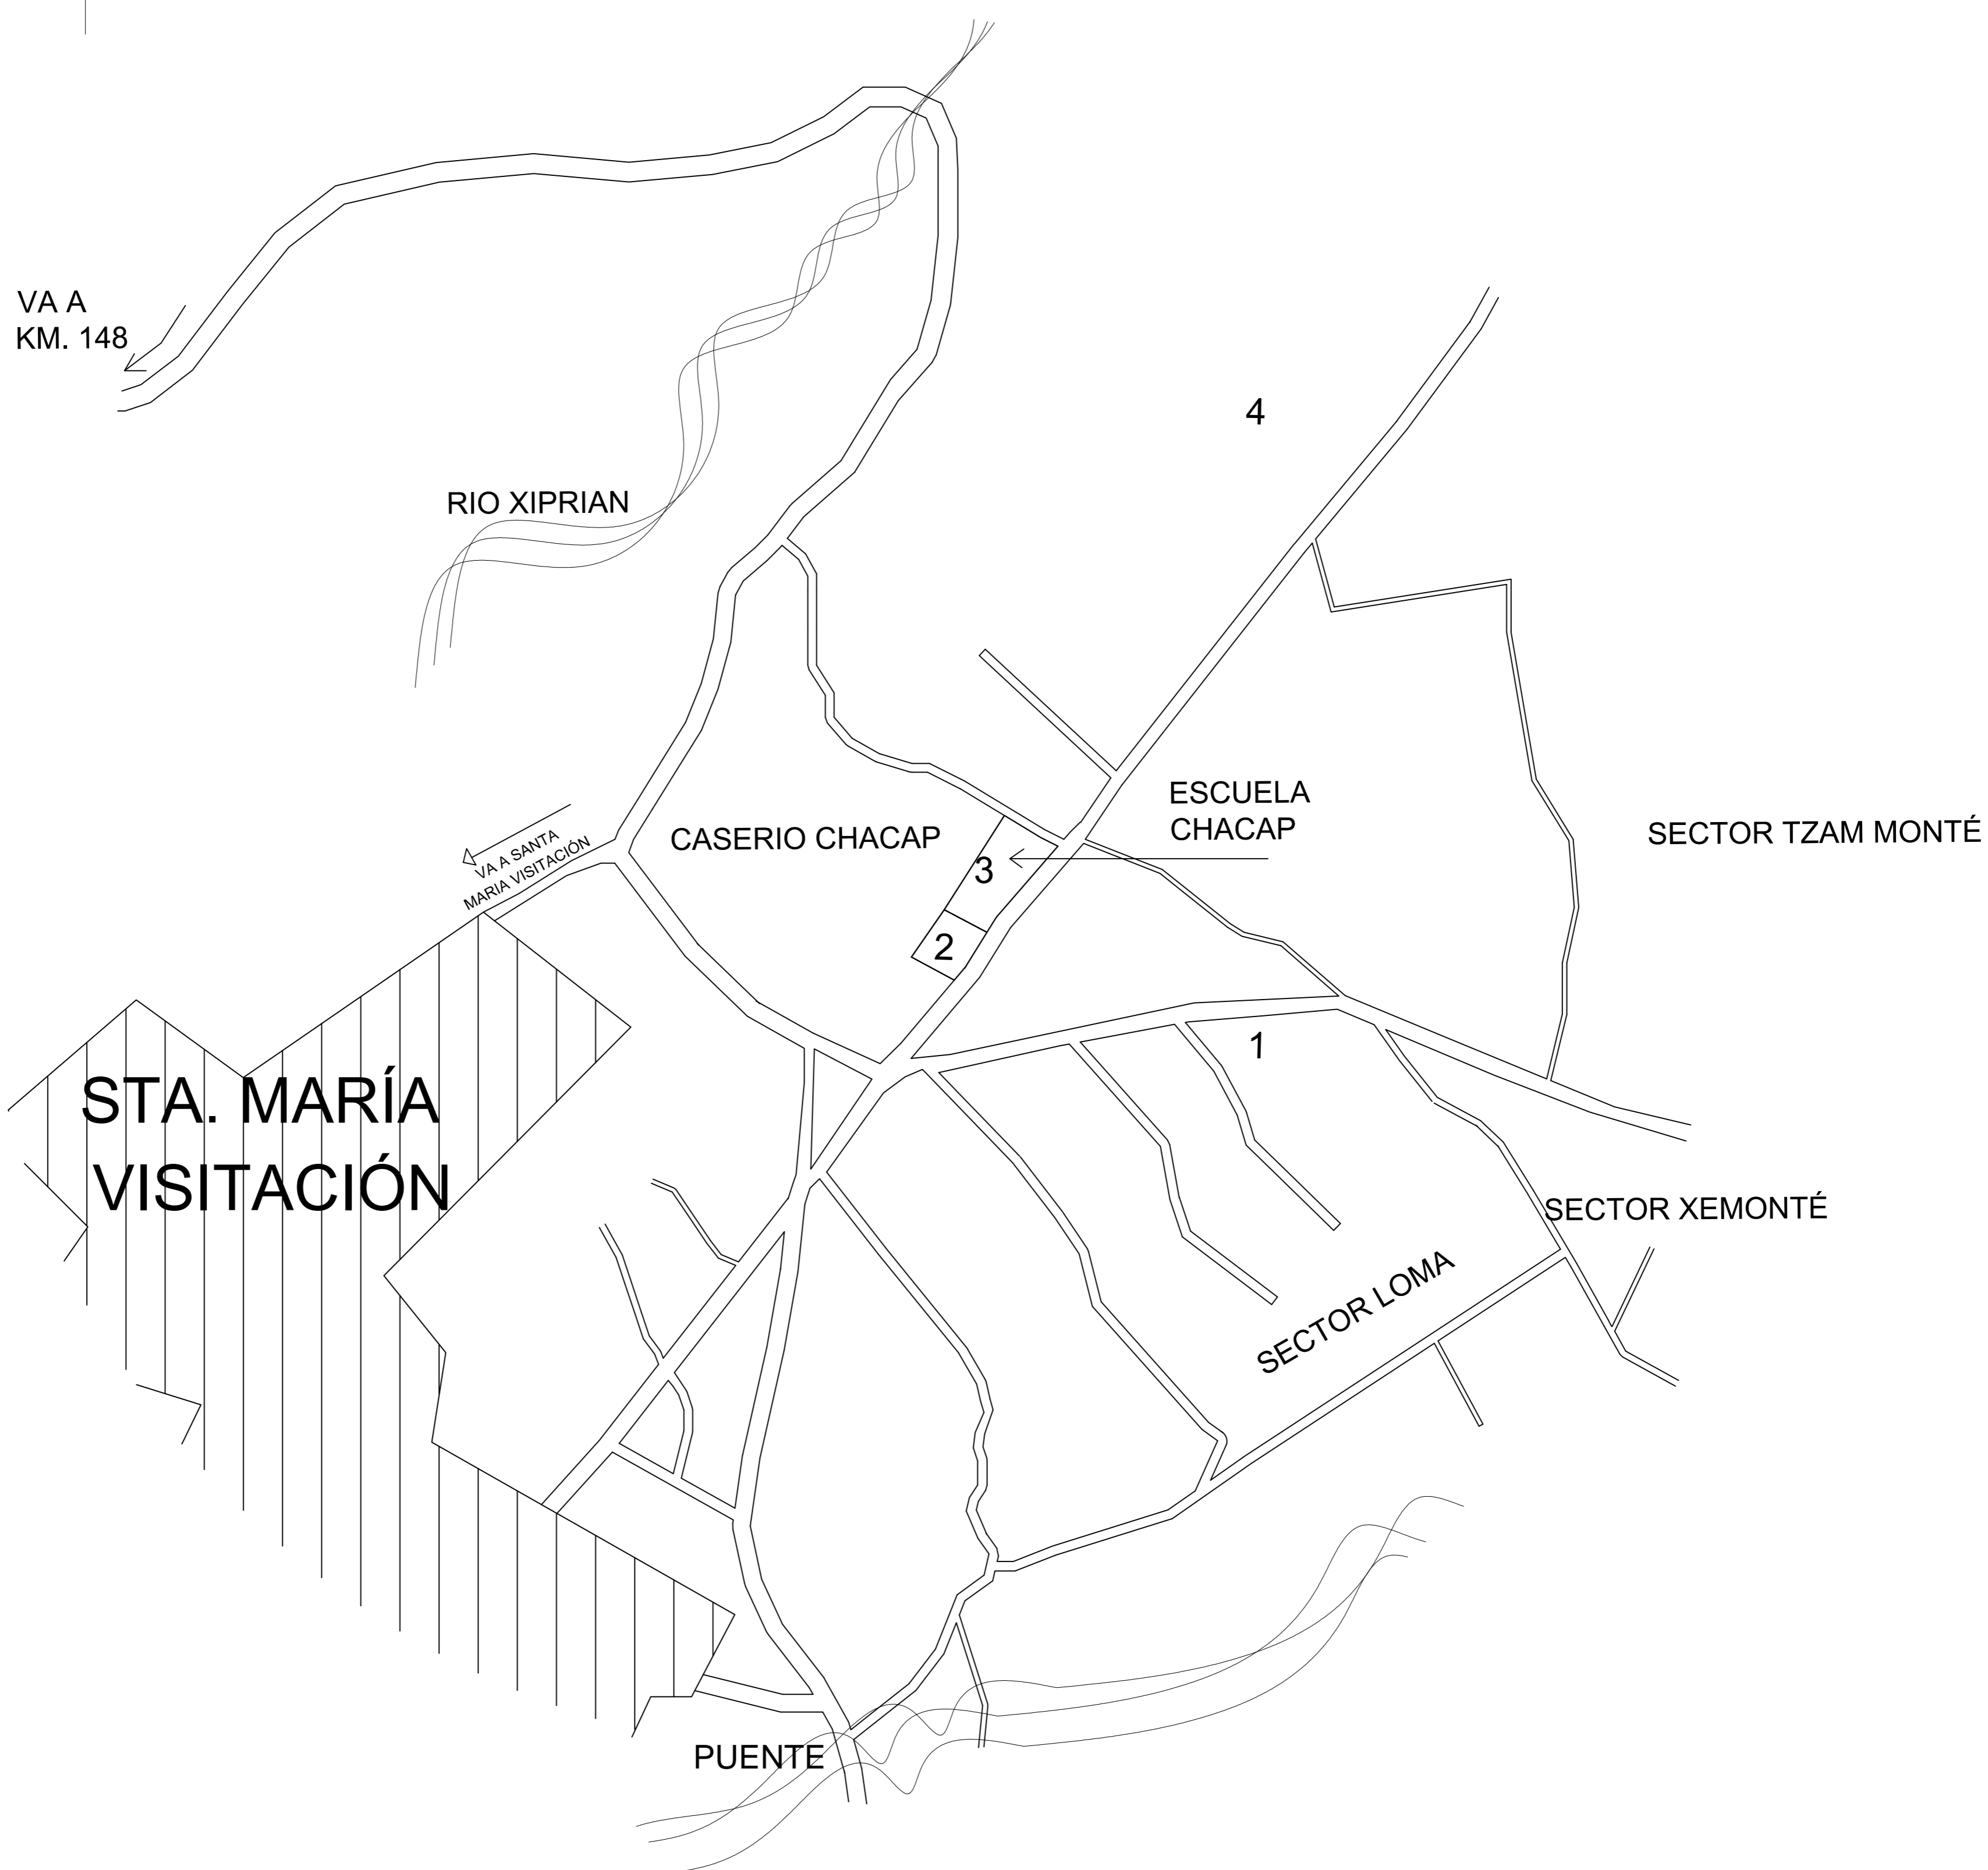 VA A
KM. 148
4
RIO XIPRIAN
ESCUELA
CHACAP
CASERIO CHACAP
SECTOR TZAM MONTÉ
VA A SANTA
MARIA VISITACIÓN
3
2
1
STA. MARÍA
VISITACIÓN
SECTOR XEMONTÉ
SECTOR LOMA
PUENTE